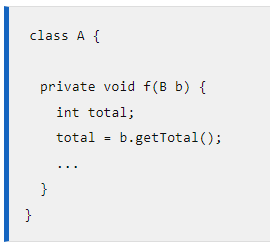 class A {
private void f(B b) {
int total;
total = b.getTotal();
...
}
}